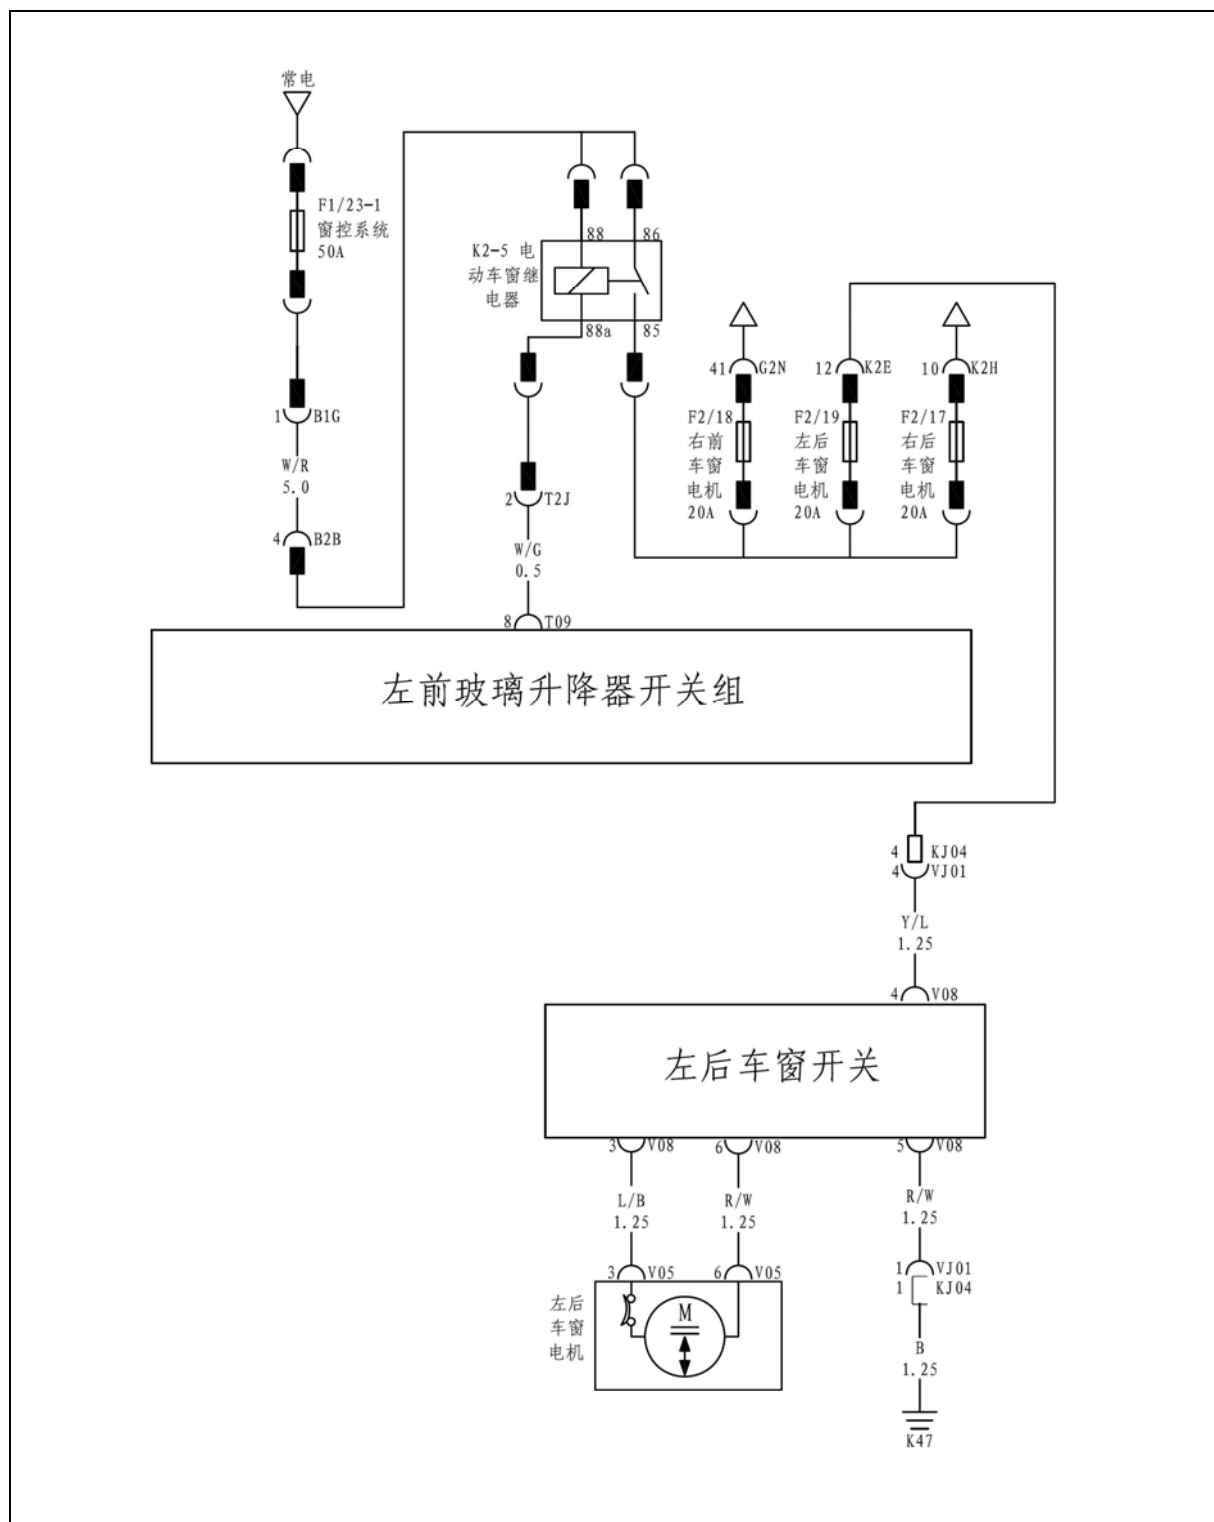 常电
F1/23-1
窗控系统
50A
88
86
K2-5 电
动车窗继
电器
88a
85
1
B1G
W/R
5.0
4
B2B
2
T2J
W/G
0.5
8
T09
41
G2N
F2/18
右前
车窗
电机
20A
12
K2E
F2/19
左后
车窗
电机
20A
10
K2H
F2/17
右后
车窗
电机
20A
左前玻璃升降器开关组
4
KJ04
4
VJ01
Y/L
1.25
4
V08
左后车窗开关
3
V08
6
V08
5
V08
L/B
1.25
R/W
1.25
R/W
1.25
3
V05
6
V05
1
VJ01
1
KJ04
左后
车窗
电机
M
B
1.25
K47